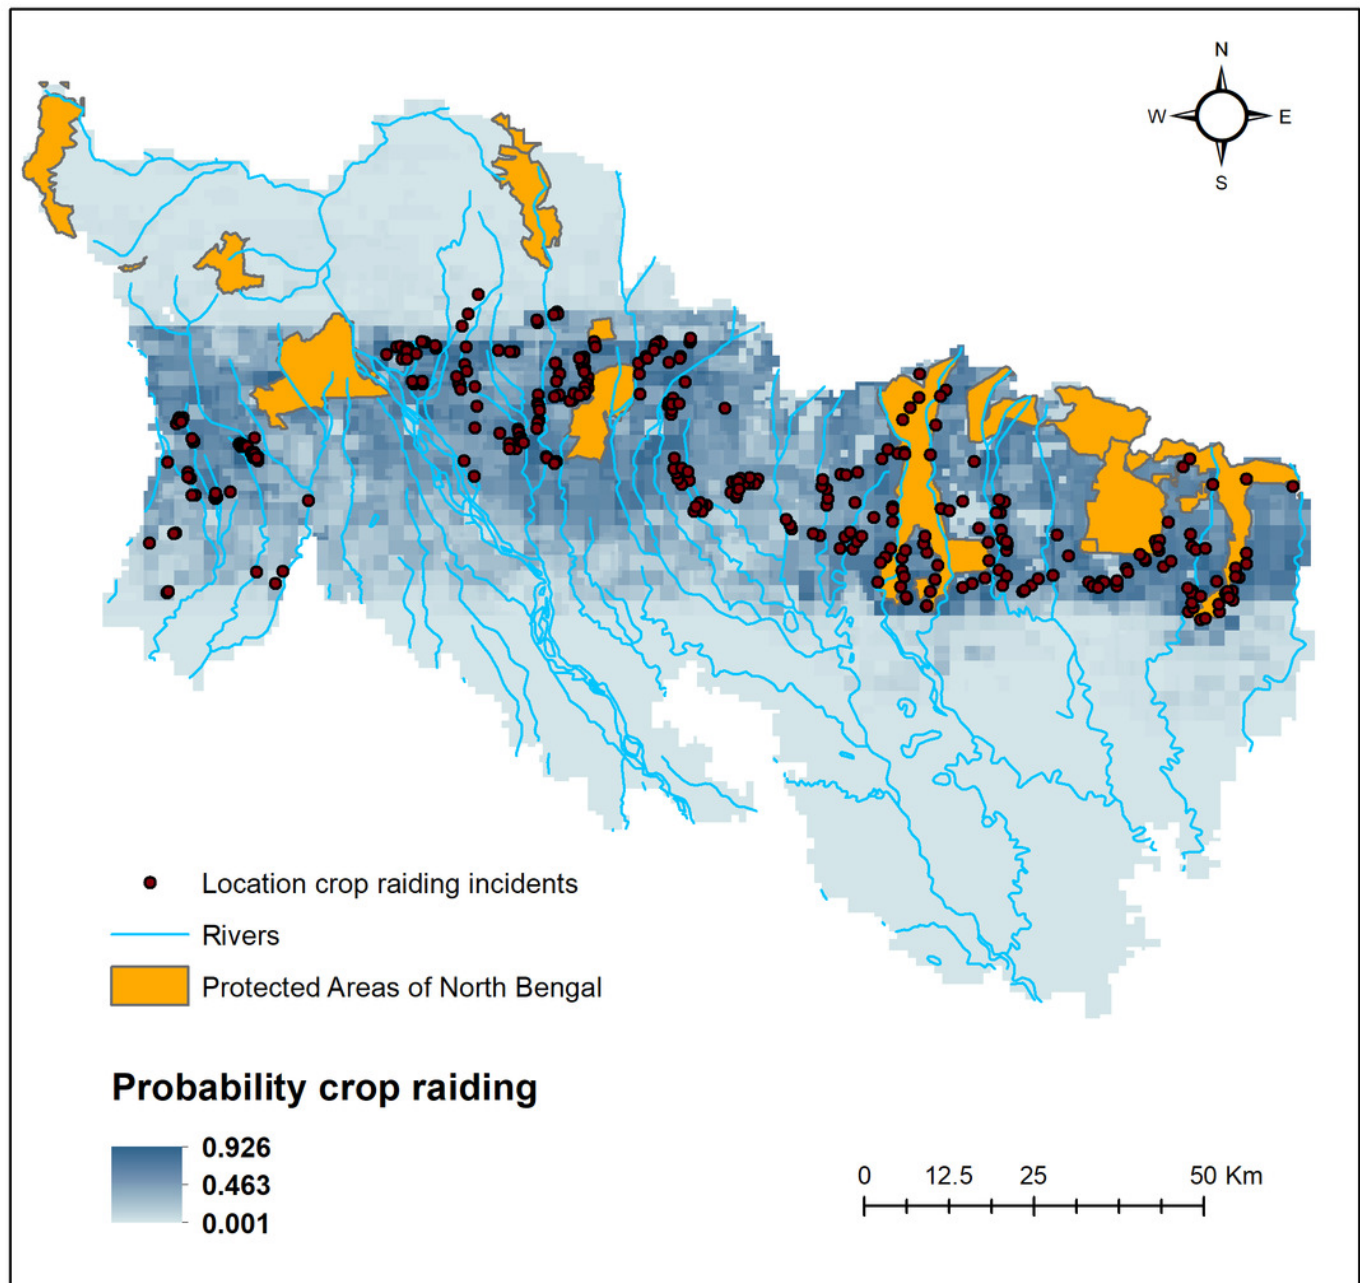 N
W E
S
Location crop raiding incidents
Rivers
Protected Areas of North Bengal
Probability crop raiding
0.926
0.463
0.001
0 12.5 25 50 Km